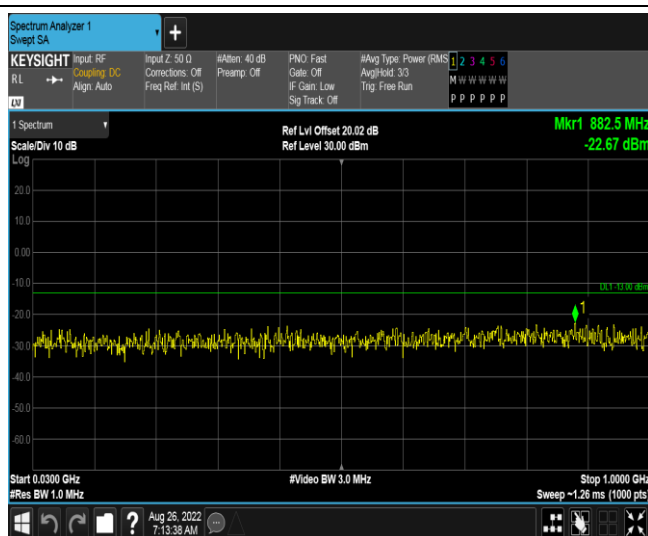 Spectrum Analyzer 1
Swept SA
+
KEYSIGHT
RL
LXI
Input: RF
Coupling: DC
Align: Auto
Input Z: 50 Ω
Corrections: Off
Freq Ref: Int (S)
#Atten: 40 dB
Preamp: Off
PNO: Fast
Gate: Off
IF Gain: Low
Sig Track: Off
#Avg Type: Power (RMS
Avg|Hold: 3/3
Trig: Free Run
1 2 3 4 5 6
M W W W W W
P P P P P P
1 Spectrum
Scale/Div 10 dB
Log
Ref Lvl Offset 20.02 dB
Ref Level 30.00 dBm
Mkr1 882.5 MHz
-22.67 dBm
20.0
10.0
0.00
-10.0
DL1 -13.00 dBm
1
-20.0
-30.0
-40.0
-50.0
-60.0
Start 0.0300 GHz
#Res BW 1.0 MHz
#Video BW 3.0 MHz
Stop 1.0000 GHz
Sweep ~1.26 ms (1000 pts)
?
Aug 26, 2022
7:13:38 AM